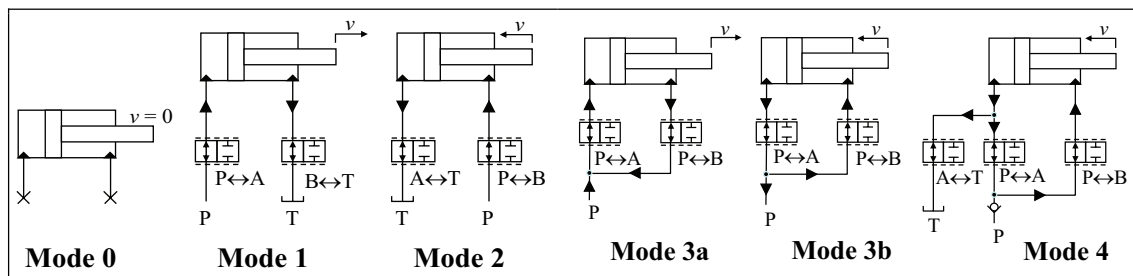 v = 0
Mode 0
v
P↔A
B↔T
P
T
Mode 1
v
A↔T
P↔B
T
P
Mode 2
v
P↔A
P↔B
P
Mode 3a
v
P↔A
P↔B
P
Mode 3b
v
A↔T
P↔A
P↔B
T
P
Mode 4